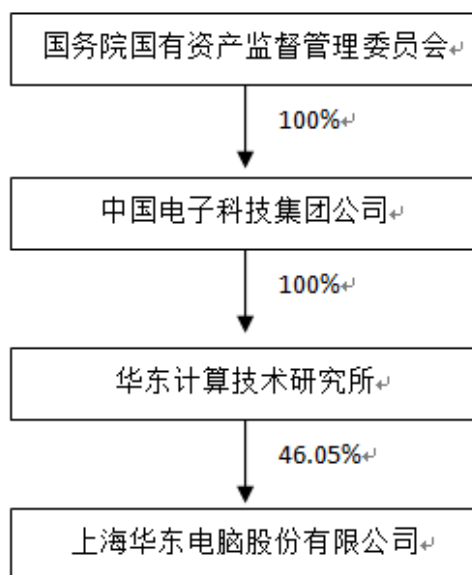 国务院国有资产监督管理委员会
100%
中国电子科技集团公司
100%
华东计算技术研究所
46.05%
上海华东电脑股份有限公司